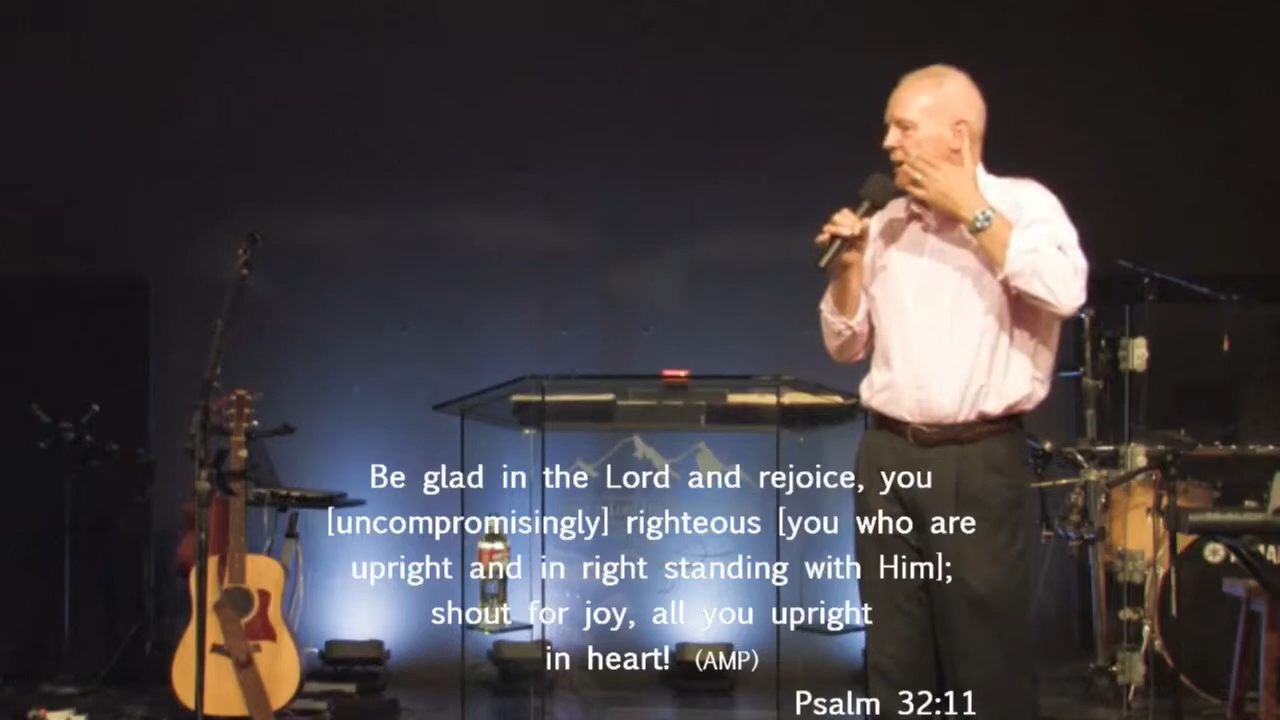 Be glad in the Lord and rejoice, you
[uncompromisingly] righteous [you who are
upright and in right standing with Him];
shout for joy, all you upright
in heart! (AMP)
Psalm 32:11